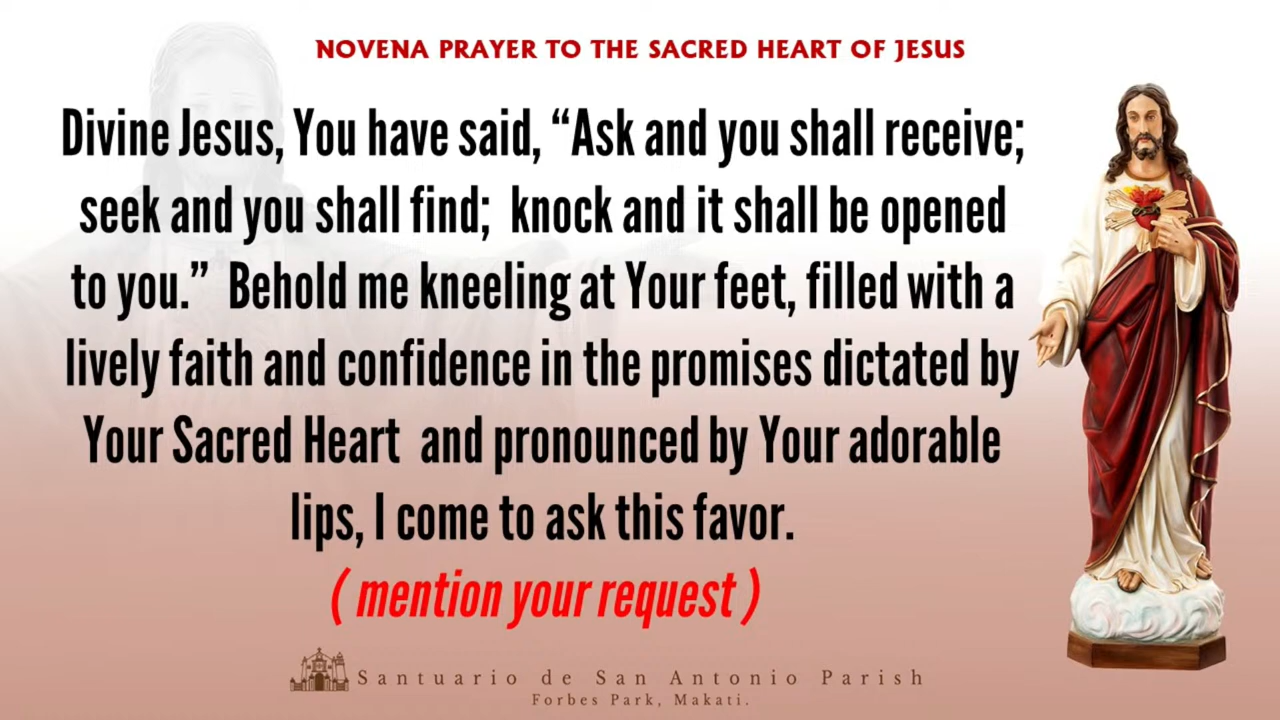 NOVENA PRAYER TO THE SACRED HEART OF JESUS
Divine Jesus, You have said, “Ask and you shall receive;
seek and you shall find;  knock and it shall be opened
to you.”  Behold me kneeling at Your feet, filled with a
lively faith and confidence in the promises dictated by
Your Sacred Heart  and pronounced by Your adorable
lips, I come to ask this favor.
( mention your request )
Santuario de San Antonio Parish
Forbes Park, Makati.